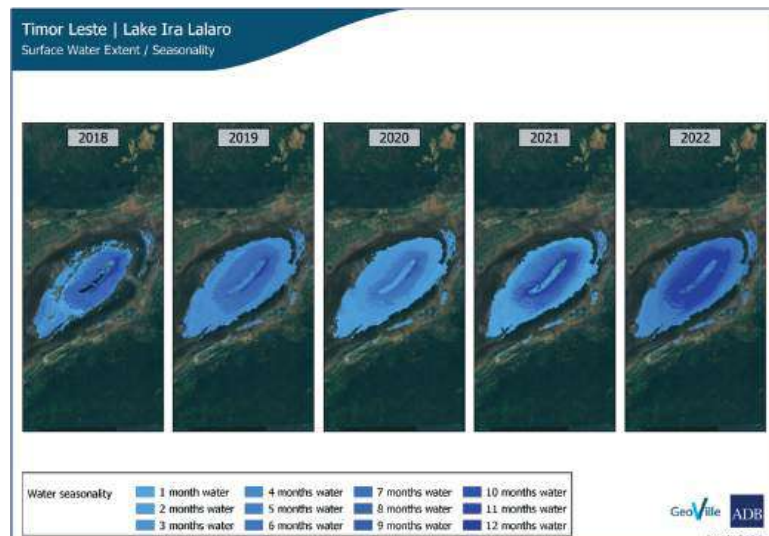 Timor Leste | Lake Ira Lalaro
Surface Water Extent / Seasonality
2018 2019 2020 2021 2022
Water seasonality
1 month water 4 months water 7 months water 10 months water
2 months water 5 months water 8 months water 11 months water
3 months water 6 months water 9 months water 12 months water
GeoVille ADB